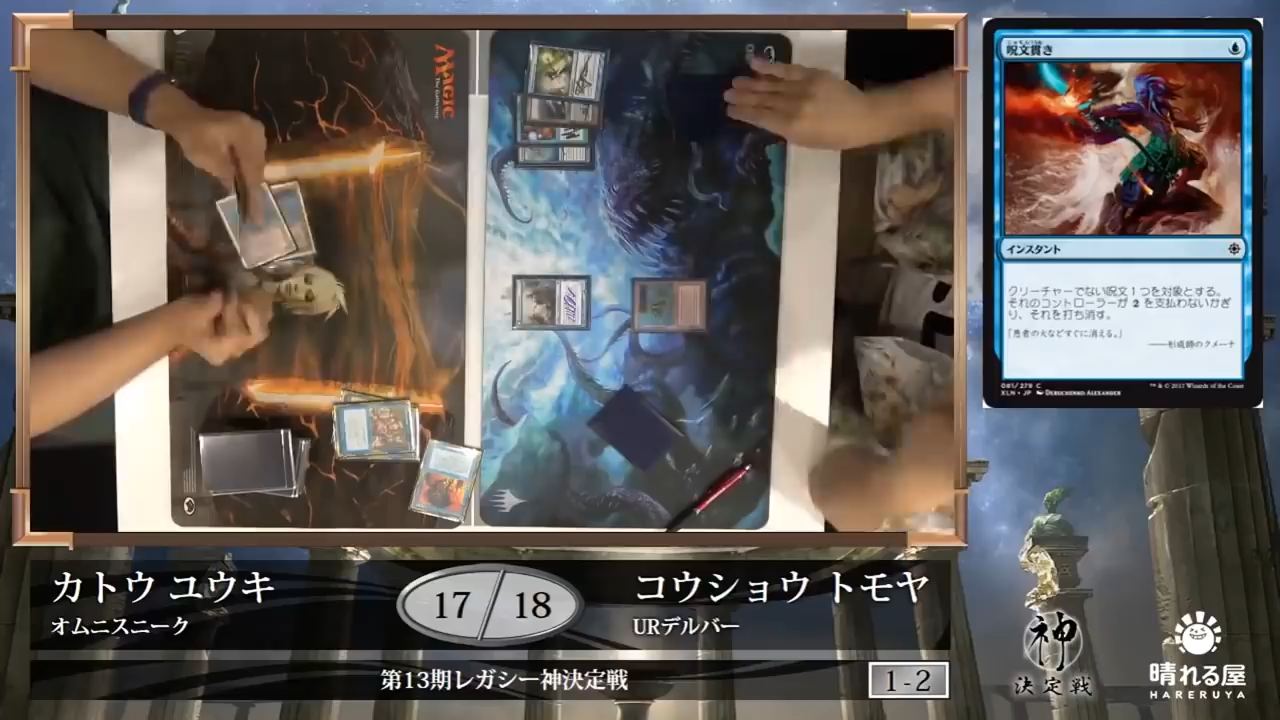 MAGIC
呪文貫き
インスタント
クリーチャーでない呪文１つを対象とする。
それのコントローラーが 2 を支払わないかぎ
り、それを打ち消す。
「愚者の火などすぐに消える。」
081/279 C
カトウ ユウキ
オムニスニーク
17 / 18
コウショウ トモヤ
URデルバー
第13期レガシー神決定戦
1-2
神
決定戦
晴れる屋
HARERUYA